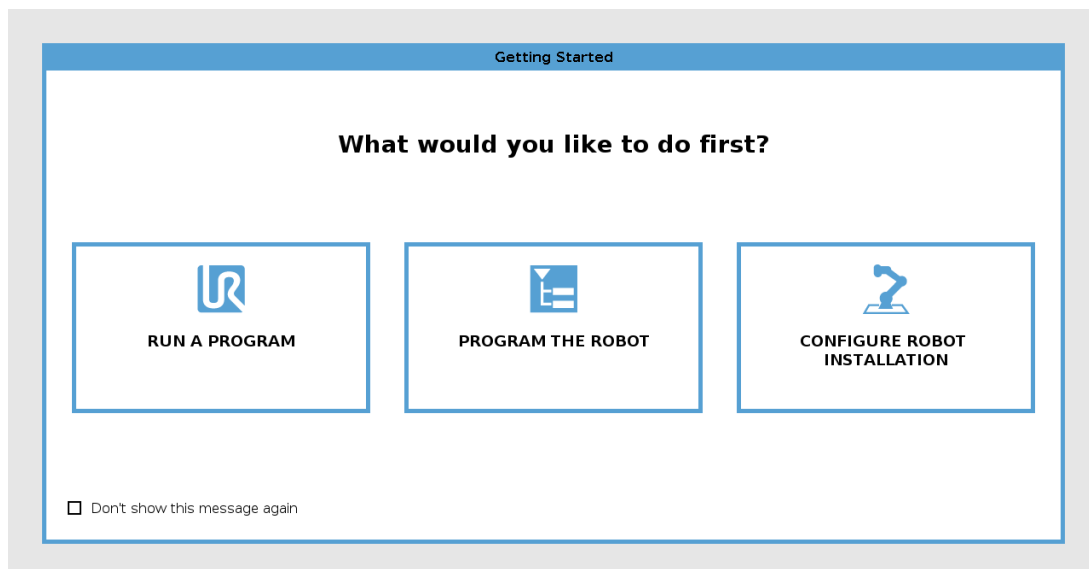 Getting Started
What would you like to do first?
RUN A PROGRAM
PROGRAM THE ROBOT
CONFIGURE ROBOT
INSTALLATION
Don't show this message again